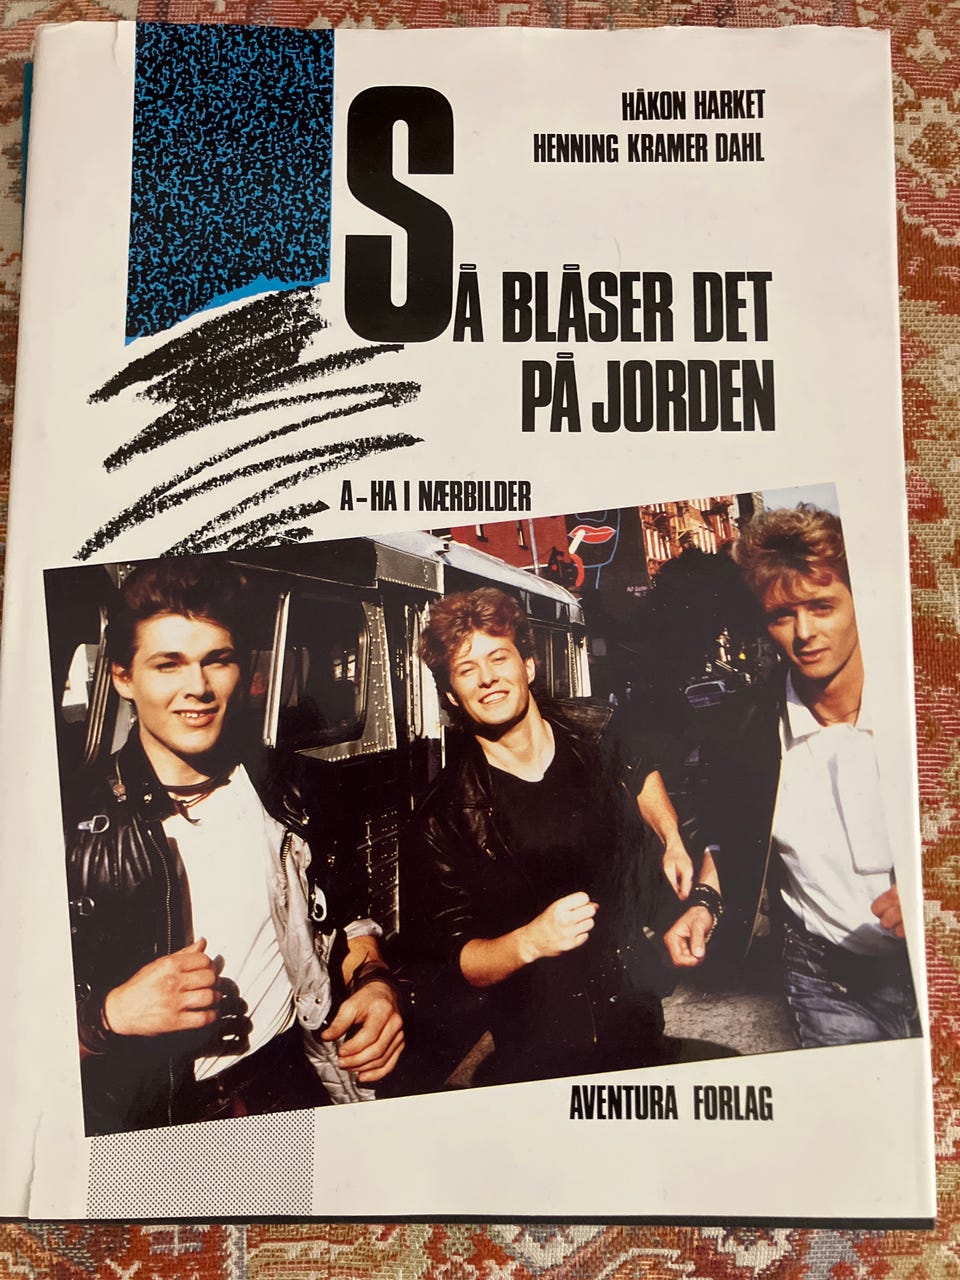 HÅKON HARKET
HENNING KRAMER DAHL
SÅ BLÅSER DET
PÅ JORDEN
A-HA I NÆRBILDER
AVENTURA FORLAG